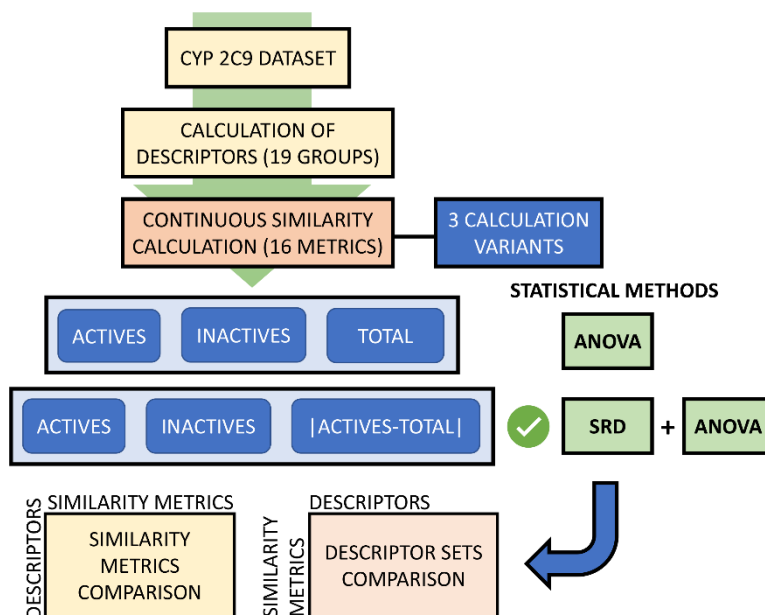 CYP 2C9 DATASET
CALCULATION OF
DESCRIPTORS (19 GROUPS)
CONTINUOUS SIMILARITY
CALCULATION (16 METRICS)
3 CALCULATION
VARIANTS
STATISTICAL METHODS
ACTIVES
INACTIVES
TOTAL
ANOVA
ACTIVES
INACTIVES
|ACTIVES-TOTAL|
SRD
+
ANOVA
SIMILARITY METRICS
DESCRIPTORS
SIMILARITY
METRICS
COMPARISON
DESCRIPTORS
SIMILARITY
METRICS
DESCRIPTOR SETS
COMPARISON